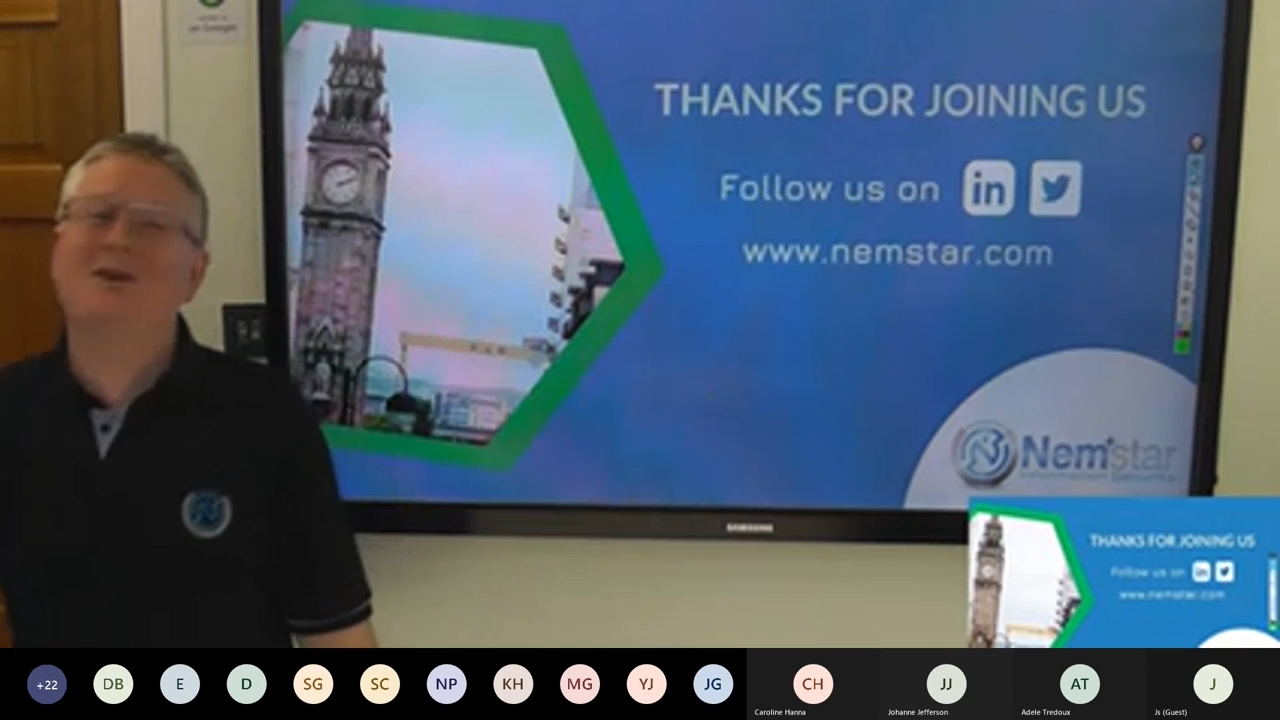 THANKS FOR JOINING US
Follow us on in
www.nemstar.com
Nemstar
SAMSUNG
THANKS FOR JOINING US
Follow us on in
www.nemstar.com
+22
DB
E
D
SG
SC
NP
KH
MG
YJ
JG
CH
JJ
AT
J
Caroline Hanna
Johanne Jefferson
Adele Tredoux
Js (Guest)